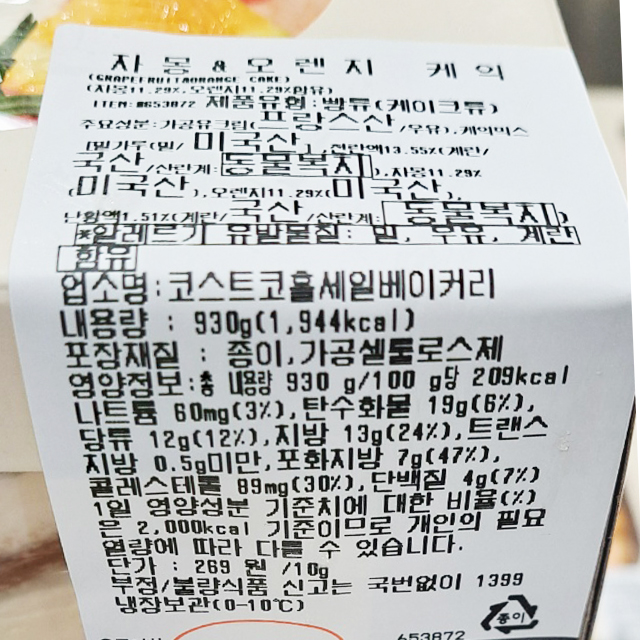 자몽&오렌지 케익
(GRAPEFRUIT&ORANGE CAKE)
(자몽11.29%, 오렌지11.29%함유)
ITEM:#653872 제품유형:빵류(케이크류)
주요성분:가공유크림(프랑스산/우유),케익믹스
[밀가루(밀/미국산],전란액13.55%(계란/
국산/산란계:동물복지),자몽11.29%
(미국산),오렌지11.29%(미국산),
난황액1.51%(계란/국산/산란계:동물복지)
*알레르기 유발물질: 밀, 우유, 계란
함유
업소명:코스트코홀세일베이커리
내용량 : 930g(1,944kcal)
포장재질 : 종이,가공셀룰로스제
영양정보:총 내용량 930 g/100 g당 209kcal
나트륨 60mg(3%),탄수화물 19g(6%),
당류 12g(12%),지방 13g(24%),트랜스
지방 0.5g미만,포화지방 7g(47%),
콜레스테롤 89mg(30%),단백질 4g(7%)
1일 영양성분 기준치에 대한 비율(%)
은 2,000kcal 기준이므로 개인의 필요
열량에 따라 다를 수 있습니다.
단가 : 269 원 /10g
부정/불량식품 신고는 국번없이 1399
냉장보관(0-10℃)
종이
653872